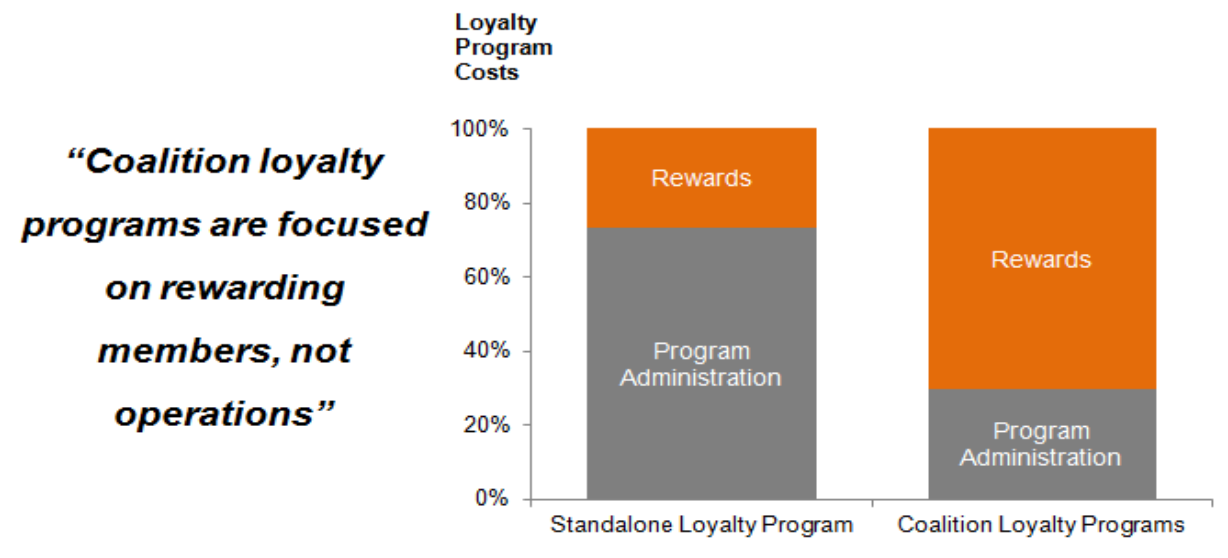 “Coalition loyalty
programs are focused
on rewarding
members, not
operations”
Loyalty
Program
Costs
100%
80%
60%
40%
20%
0%
Rewards
Program
Administration
Rewards
Program
Administration
Standalone Loyalty Program
Coalition Loyalty Programs